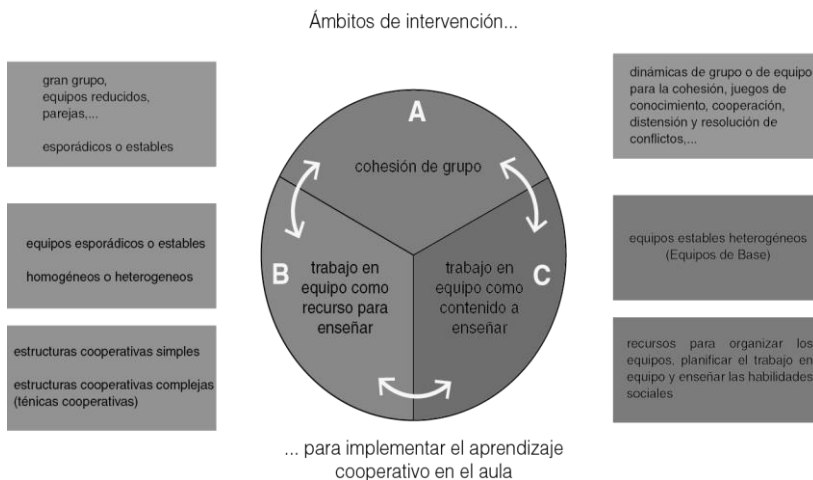 Ámbitos de intervención...
gran grupo,
equipos reducidos,
parejas,...
esporádicos o estables
equipos esporádicos o estables
homogéneos o heterogeneos
estructuras cooperativas simples
estructuras cooperativas complejas
(ténicas cooperativas)
A
cohesión de grupo
B
trabajo en
equipo como
recurso para
enseñar
trabajo en
equipo como
contenido a
enseñar
C
dinámicas de grupo o de equipo
para la cohesión, juegos de
conocimiento, cooperación,
distensión y resolución de
conflictos,...
equipos estables heterogéneos
(Equipos de Base)
recursos para organizar los
equipos, planificar el trabajo en
equipo y enseñar las habilidades
sociales
... para implementar el aprendizaje
cooperativo en el aula